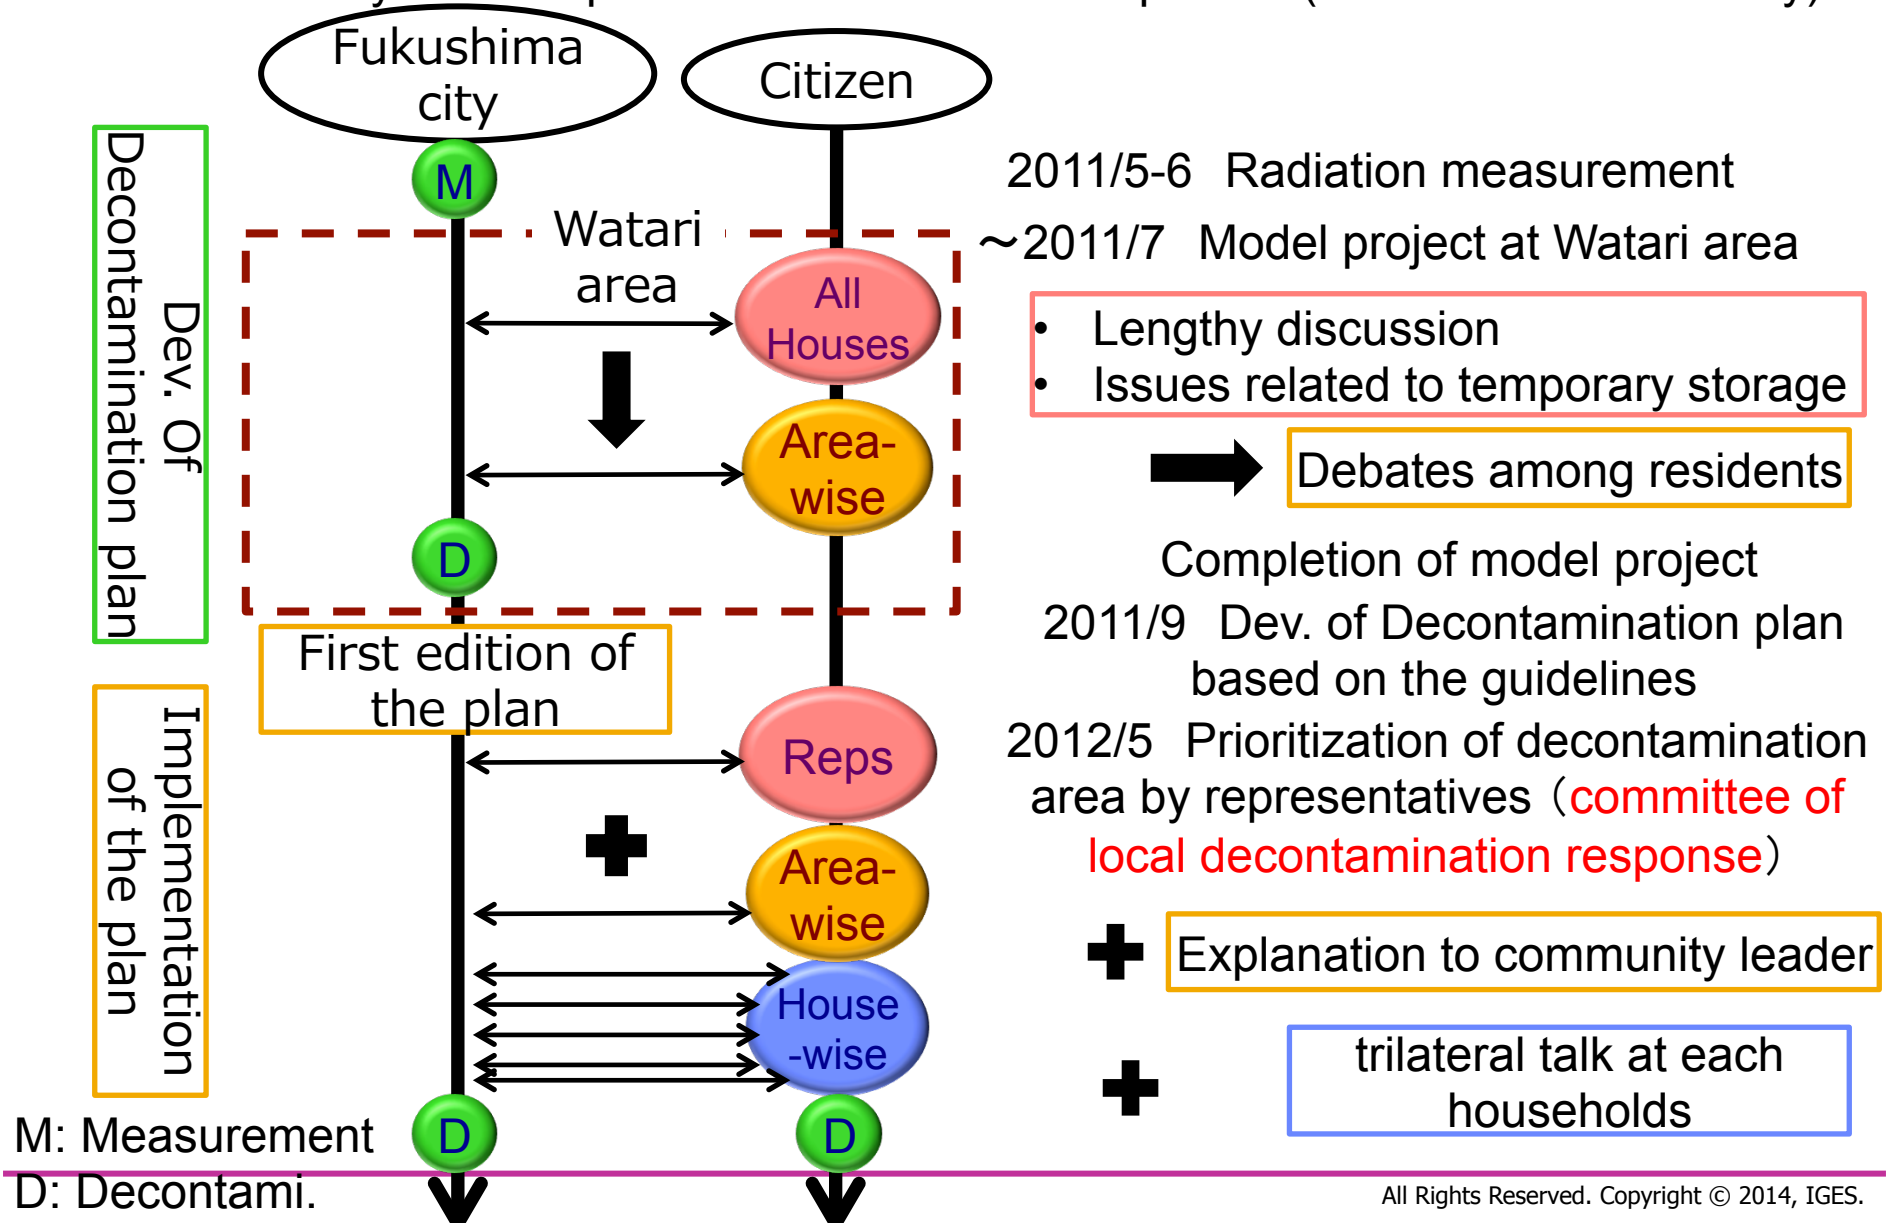 Fukushima
city
Citizen
Dev. Of
Decontamination plan
M
2011/5-6 Radiation measurement
Watari
area
～2011/7 Model project at Watari area
All
Houses
• Lengthy discussion
• Issues related to temporary storage
Area-
wise
Debates among residents
D
Completion of model project
First edition of
the plan
2011/9 Dev. of Decontamination plan
based on the guidelines
Implementation
of the plan
Reps
2012/5 Prioritization of decontamination
area by representatives（committee of
local decontamination response）
Area-
wise
Explanation to community leader
House
-wise
trilateral talk at each
households
D
D
M: Measurement
D: Decontami.
All Rights Reserved. Copyright © 2014, IGES.